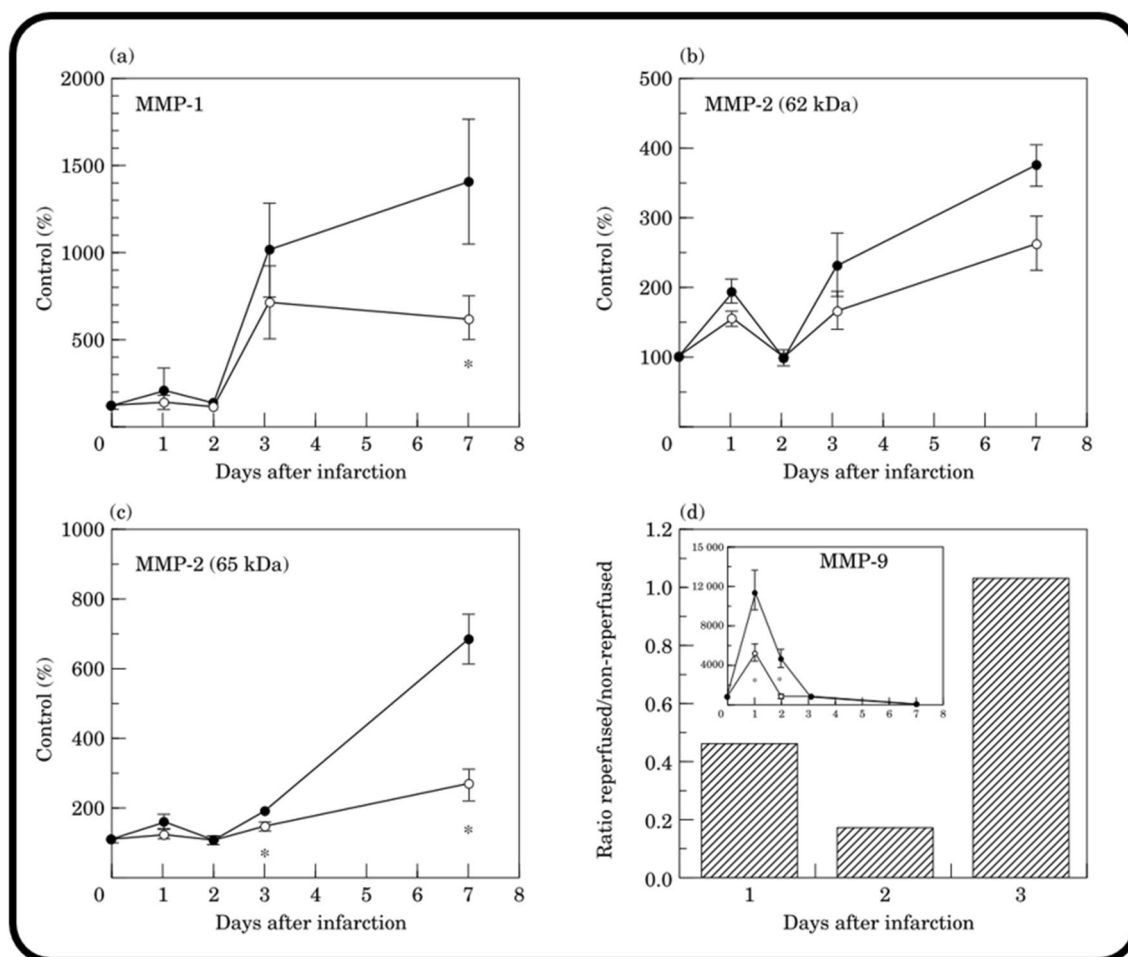 (a)
2000
1500
1000
500
MMP-1
Control (%)
0 1 2 3 4 5 6 7 8
Days after infarction
*
(b)
500
400
300
200
100
MMP-2 (62 kDa)
Control (%)
0 1 2 3 4 5 6 7 8
Days after infarction
(c)
1000
800
600
400
200
MMP-2 (65 kDa)
Control (%)
0 1 2 3 4 5 6 7 8
Days after infarction
*
*
(d)
1.2
1.0
0.8
0.6
0.4
0.2
0.0
Ratio reperfused/non-reperfused
15 000
12 000
8000
4000
MMP-9
*
*
0 1 2 3 4 5 6 7 8
1 2 3
Days after infarction